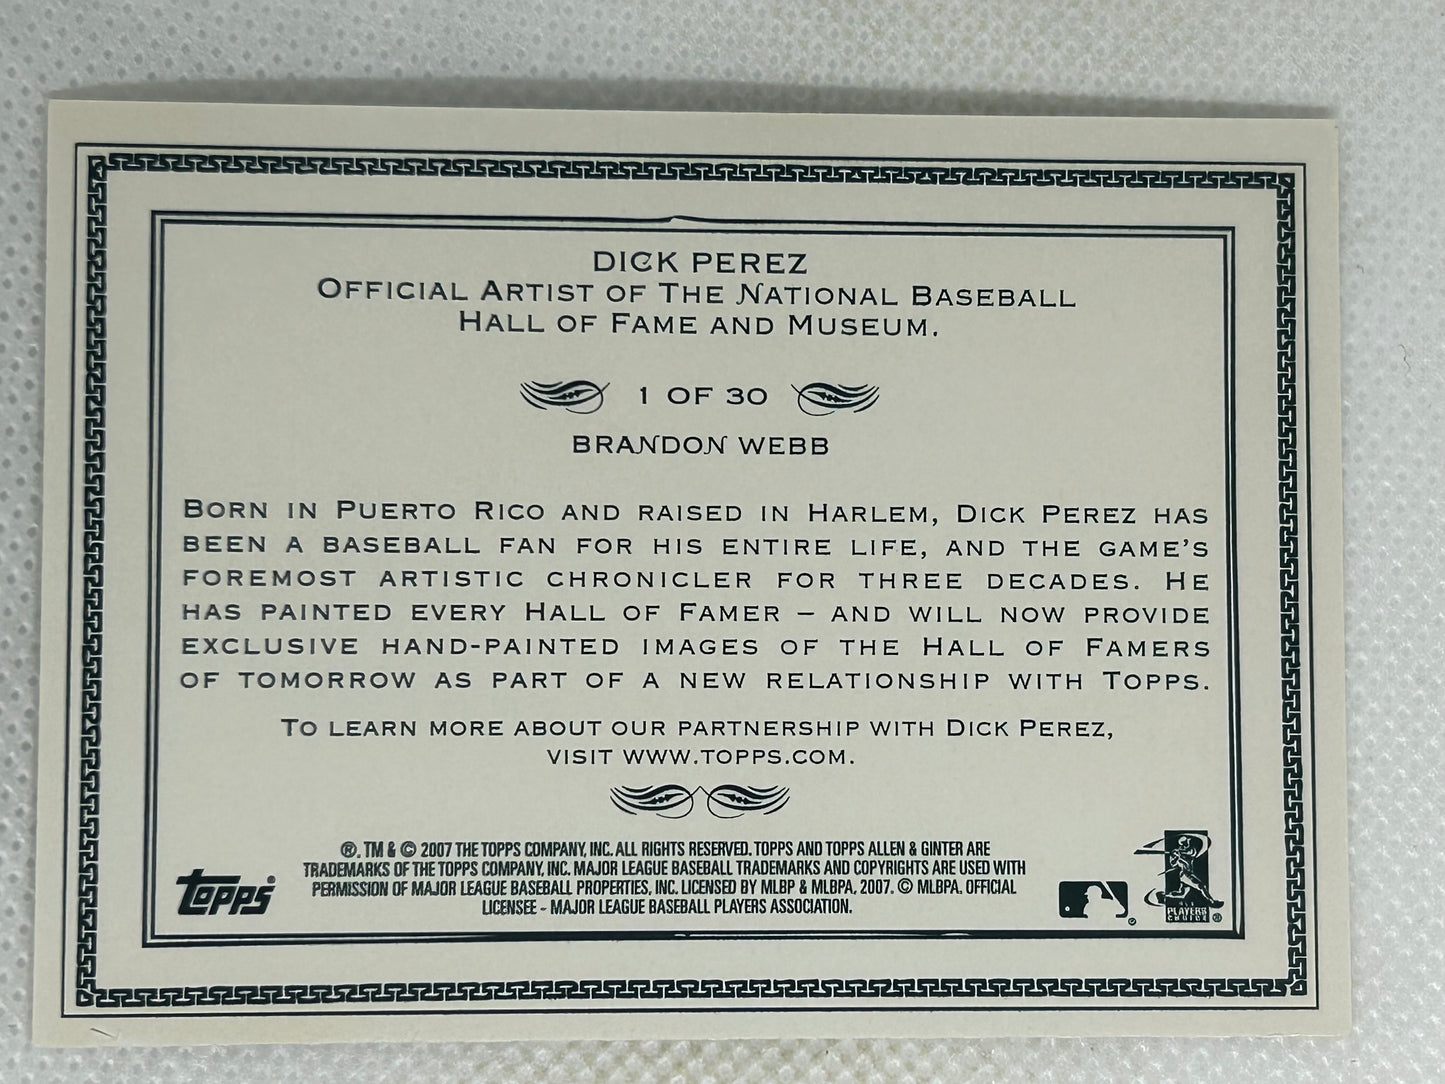 DICK PEREZ
OFFICIAL ARTIST OF THE NATIONAL BASEBALL
HALL OF FAME AND MUSEUM.
1 OF 30
BRANDON WEBB
BORN IN PUERTO RICO AND RAISED IN HARLEM, DICK PEREZ HAS
BEEN A BASEBALL FAN FOR HIS ENTIRE LIFE, AND THE GAME'S
FOREMOST ARTISTIC CHRONICLER FOR THREE DECADES. HE
HAS PAINTED EVERY HALL OF FAMER – AND WILL NOW PROVIDE
EXCLUSIVE HAND-PAINTED IMAGES OF THE HALL OF FAMERS
OF TOMORROW AS PART OF A NEW RELATIONSHIP WITH TOPPS.
TO LEARN MORE ABOUT OUR PARTNERSHIP WITH DICK PEREZ,
VISIT WWW.TOPPS.COM.
®, TM & © 2007 THE TOPPS COMPANY, INC. ALL RIGHTS RESERVED. TOPPS AND TOPPS ALLEN & GINTER ARE
TRADEMARKS OF THE TOPPS COMPANY, INC. MAJOR LEAGUE BASEBALL TRADEMARKS AND COPYRIGHTS ARE USED WITH
PERMISSION OF MAJOR LEAGUE BASEBALL PROPERTIES, INC. LICENSED BY MLBP & MLBPA, 2007. © MLBPA. OFFICIAL
LICENSEE - MAJOR LEAGUE BASEBALL PLAYERS ASSOCIATION.
TOPPS®
PLAYERS
CHOICE ®